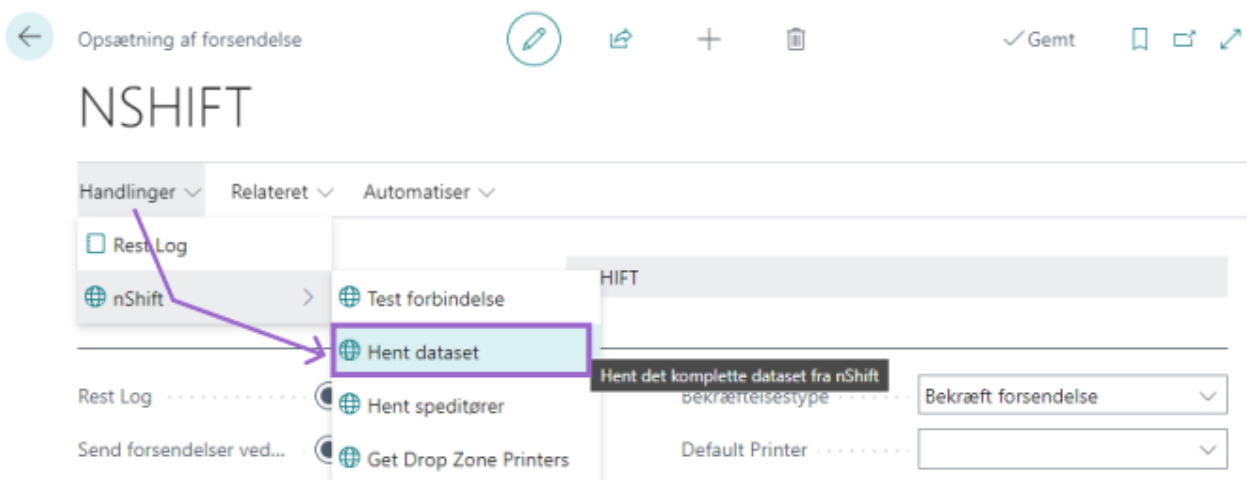 Opsætning af forsendelse
Gemt
NSHIFT
Handlinger Relateret Automatiser
Rest Log
nShift
HIFT
Test forbindelse
Hent dataset
Hent det komplette dataset fra nShift
Rest Log
Hent speditører
Bekræftelsestype
Bekræft forsendelse
Send forsendelser ved...
Get Drop Zone Printers
Default Printer